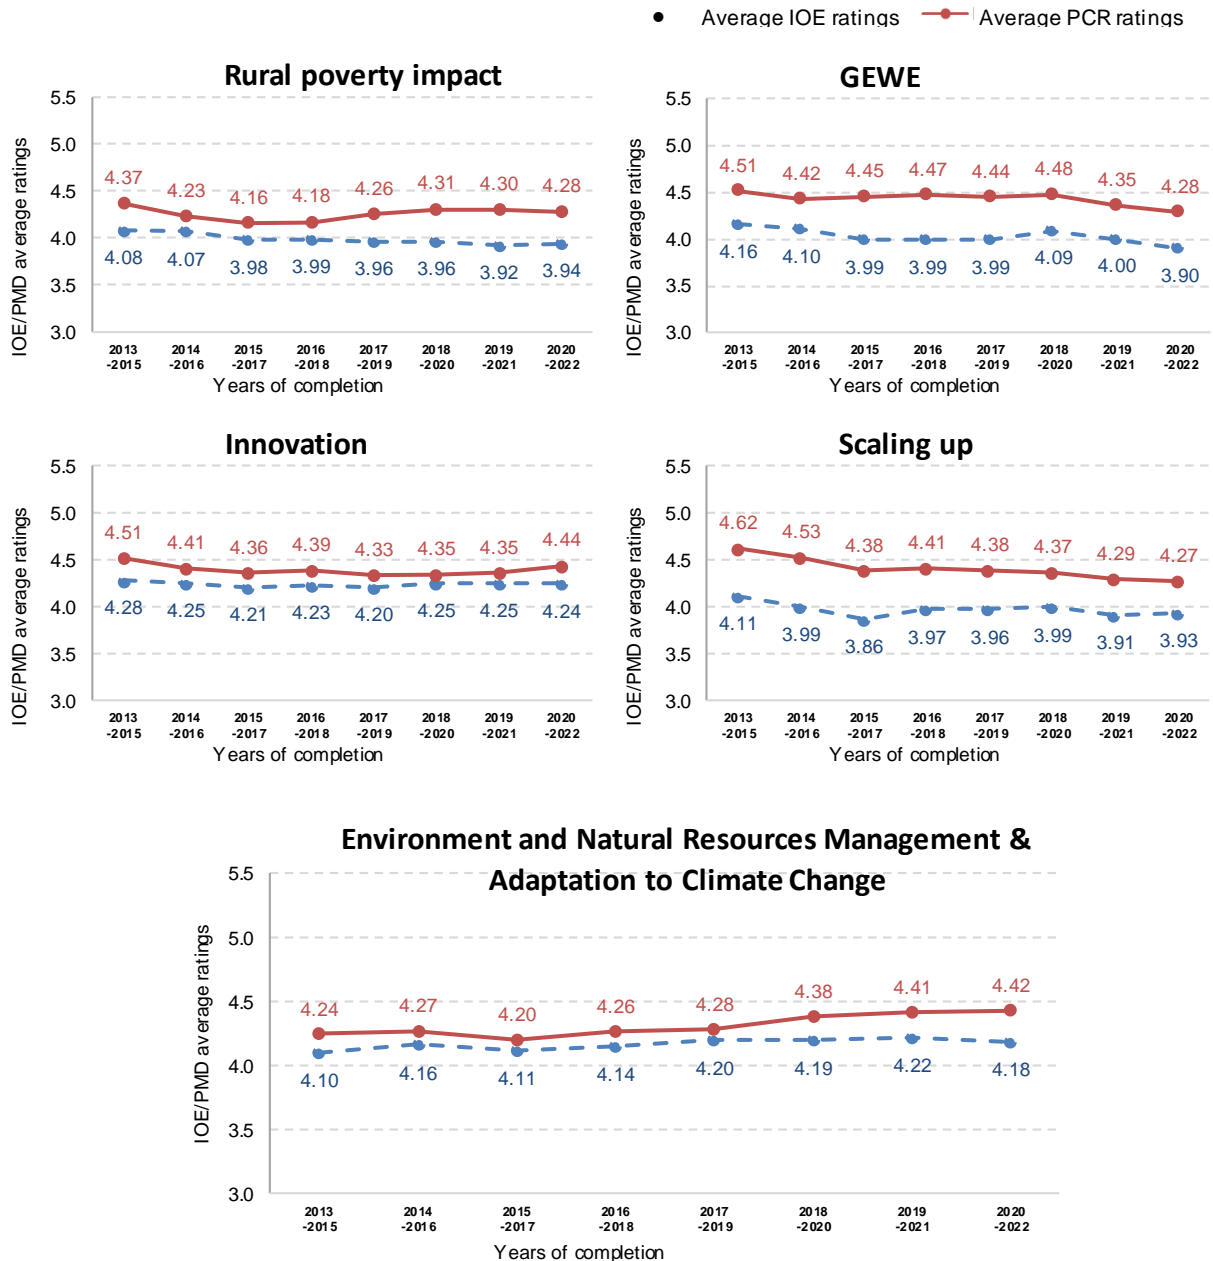 Average IOE ratings Average PCR ratings
Rural poverty impact
IOE/PMD average ratings
5.5
5.0
4.5
4.0
3.5
3.0
4.37 4.23 4.16 4.18 4.26 4.31 4.30 4.28
4.08 4.07 3.98 3.99 3.96 3.96 3.92 3.94
2013 2014 2015 2016 2017 2018 2019 2020
-2015 -2016 -2017 -2018 -2019 -2020 -2021 -2022
Years of completion
GEWE
IOE/PMD average ratings
5.5
5.0
4.5
4.0
3.5
3.0
4.51 4.42 4.45 4.47 4.44 4.48 4.35 4.28
4.16 4.10 3.99 3.99 3.99 4.09 4.00 3.90
2013 2014 2015 2016 2017 2018 2019 2020
-2015 -2016 -2017 -2018 -2019 -2020 -2021 -2022
Years of completion
Innovation
IOE/PMD average ratings
5.5
5.0
4.5
4.0
3.5
3.0
4.51 4.41 4.36 4.39 4.33 4.35 4.35 4.44
4.28 4.25 4.21 4.23 4.20 4.25 4.25 4.24
2013 2014 2015 2016 2017 2018 2019 2020
-2015 -2016 -2017 -2018 -2019 -2020 -2021 -2022
Years of completion
Scaling up
IOE/PMD average ratings
5.5
5.0
4.5
4.0
3.5
3.0
4.62 4.53 4.38 4.41 4.38 4.37 4.29 4.27
4.11 3.99 3.86 3.97 3.96 3.99 3.91 3.93
2013 2014 2015 2016 2017 2018 2019 2020
-2015 -2016 -2017 -2018 -2019 -2020 -2021 -2022
Years of completion
Environment and Natural Resources Management &
Adaptation to Climate Change
IOE/PMD average ratings
5.5
5.0
4.5
4.0
3.5
3.0
4.24 4.27 4.20 4.26 4.28 4.38 4.41 4.42
4.10 4.16 4.11 4.14 4.20 4.19 4.22 4.18
2013 2014 2015 2016 2017 2018 2019 2020
-2015 -2016 -2017 -2018 -2019 -2020 -2021 -2022
Years of completion